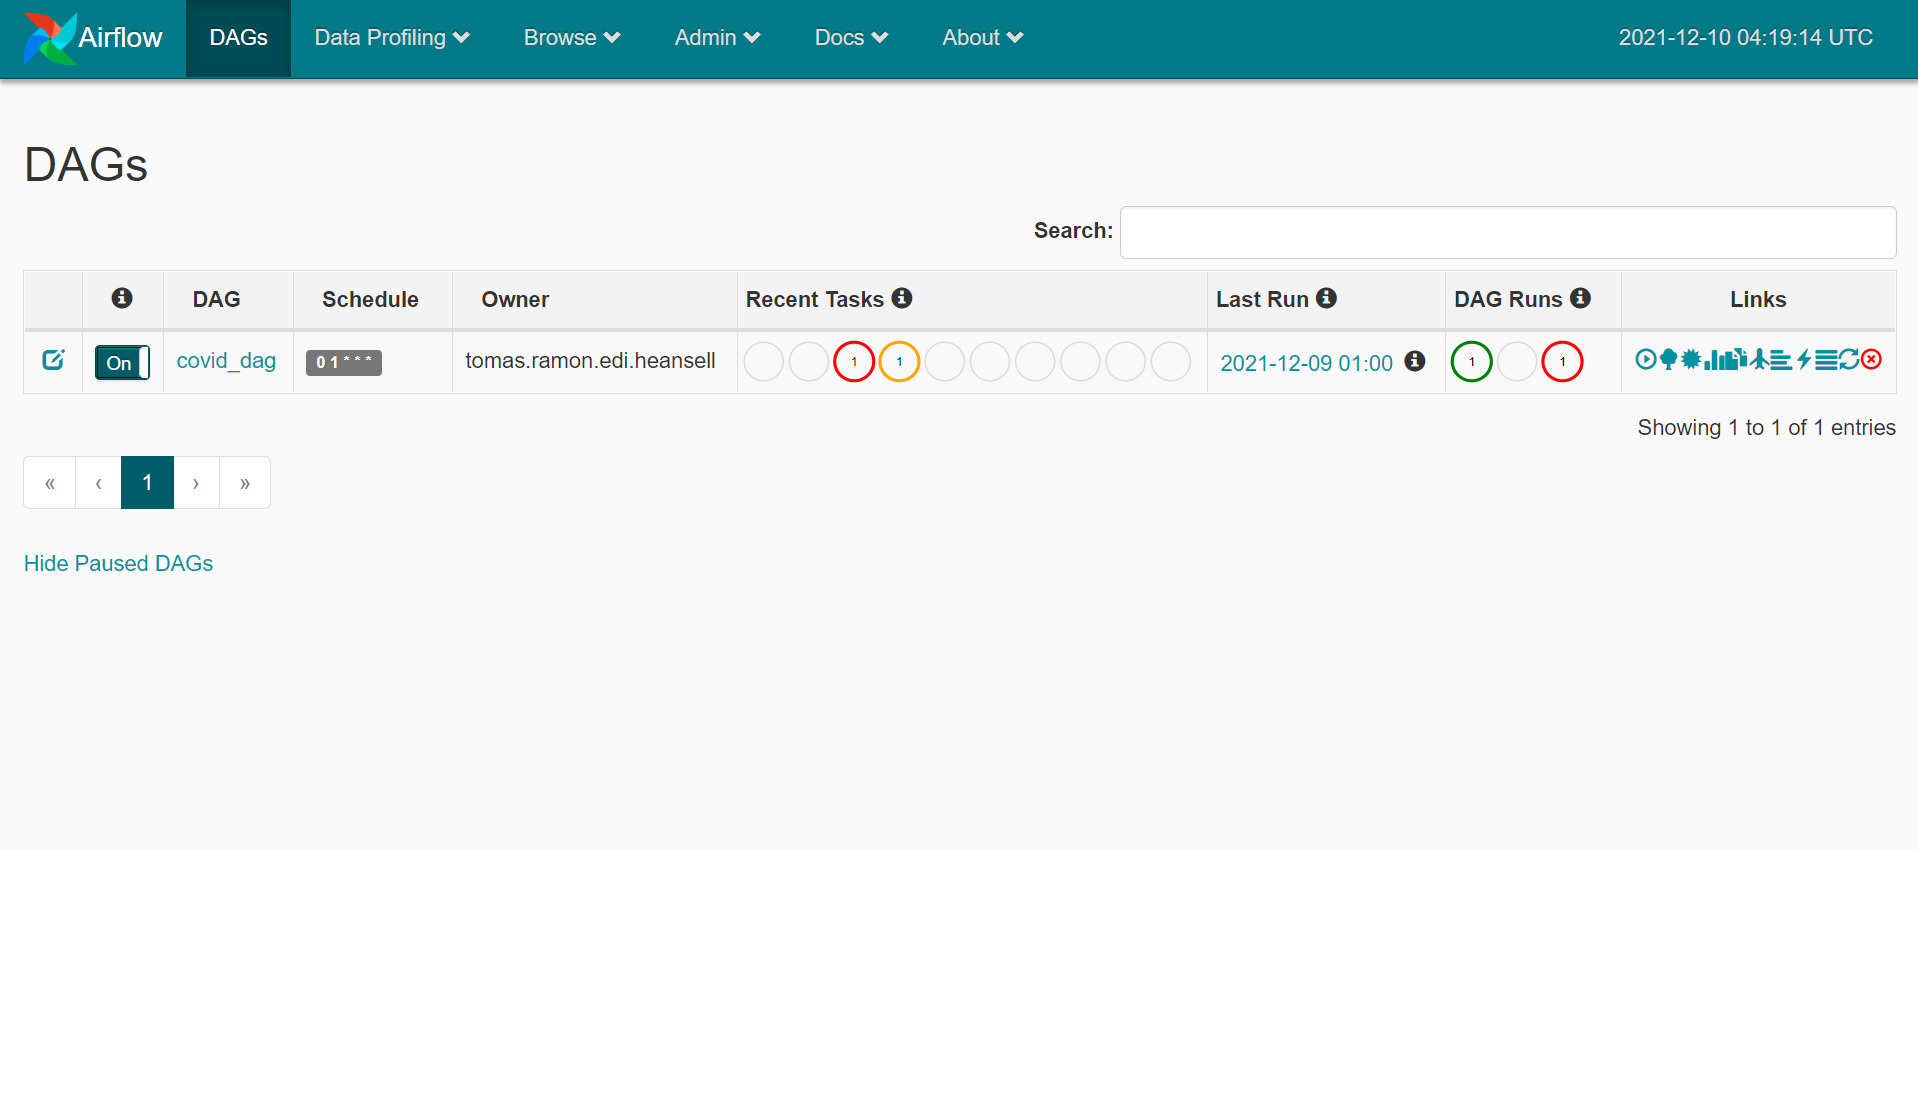 Airflow DAGs Data Profiling Browse Admin Docs About 2021-12-10 04:19:14 UTC
DAGs
Search:
DAG Schedule Owner Recent Tasks Last Run DAG Runs Links
On covid_dag 0 1 * * * tomas.ramon.edi.heansell 1 1 2021-12-09 01:00 1 1
Showing 1 to 1 of 1 entries
« ‹ 1 › »
Hide Paused DAGs